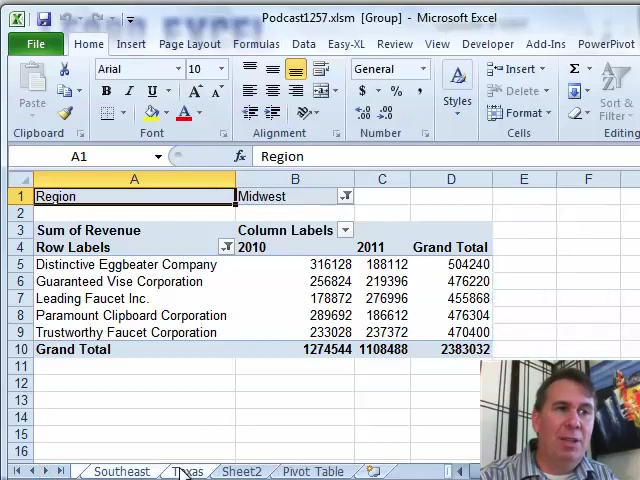 Podcast1257.xlsm [Group] - Microsoft Excel
File Home Insert Page Layout Formulas Data Easy-XL Review View Developer Add-Ins PowerPivot
Paste Arial 10 General Styles Insert Delete Format Sort & Filter
B I U A A A $ % ,
Clipboard Font Alignment Number Cells
A1 fx Region
A B C D E F
1 Region Midwest
2
3 Sum of Revenue Column Labels
4 Row Labels 2010 2011 Grand Total
5 Distinctive Eggbeater Company 316128 188112 504240
6 Guaranteed Vise Corporation 256824 219396 476220
7 Leading Faucet Inc. 178872 276996 455868
8 Paramount Clipboard Corporation 289692 186612 476304
9 Trustworthy Faucet Corporation 233028 237372 470400
10 Grand Total 1274544 1108488 2383032
11
12
13
14
15
16
Southeast Texas Sheet2 Pivot Table